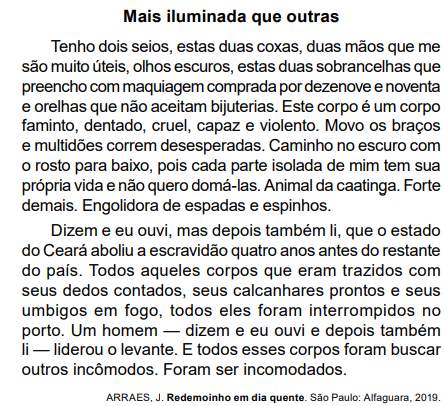 Mais iluminada que outras
Tenho dois seios, estas duas coxas, duas mãos que me
são muito úteis, olhos escuros, estas duas sobrancelhas que
preencho com maquiagem comprada por dezenove e noventa
e orelhas que não aceitam bijuterias. Este corpo é um corpo
faminto, dentado, cruel, capaz e violento. Movo os braços
e multidões correm desesperadas. Caminho no escuro com
o rosto para baixo, pois cada parte isolada de mim tem sua
própria vida e não quero domá-las. Animal da caatinga. Forte
demais. Engolidora de espadas e espinhos.
Dizem e eu ouvi, mas depois também li, que o estado
do Ceará aboliu a escravidão quatro anos antes do restante
do país. Todos aqueles corpos que eram trazidos com
seus dedos contados, seus calcanhares prontos e seus
umbigos em fogo, todos eles foram interrompidos no
porto. Um homem — dizem e eu ouvi e depois também
li — liderou o levante. E todos esses corpos foram buscar
outros incômodos. Foram ser incomodados.
ARRAES, J. Redemoinho em dia quente. São Paulo: Alfaguara, 2019.